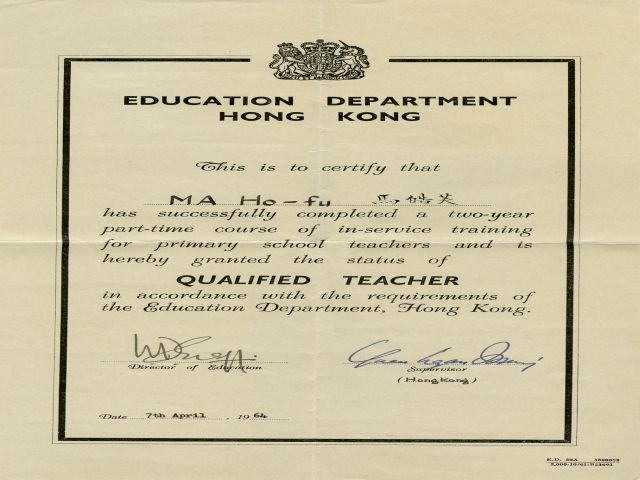 EDUCATION DEPARTMENT
HONG KONG
This is to certify that
MA Ho-fu 馬
has successfully completed a two-year
part-time course of in-service training
for primary school teachers and is
hereby granted the status of
QUALIFIED TEACHER
in accordance with the requirements of
the Education Department, Hong Kong.
Director of Education
Supervisor
(Hong Kong)
Date 7th April , 1964
E.D.